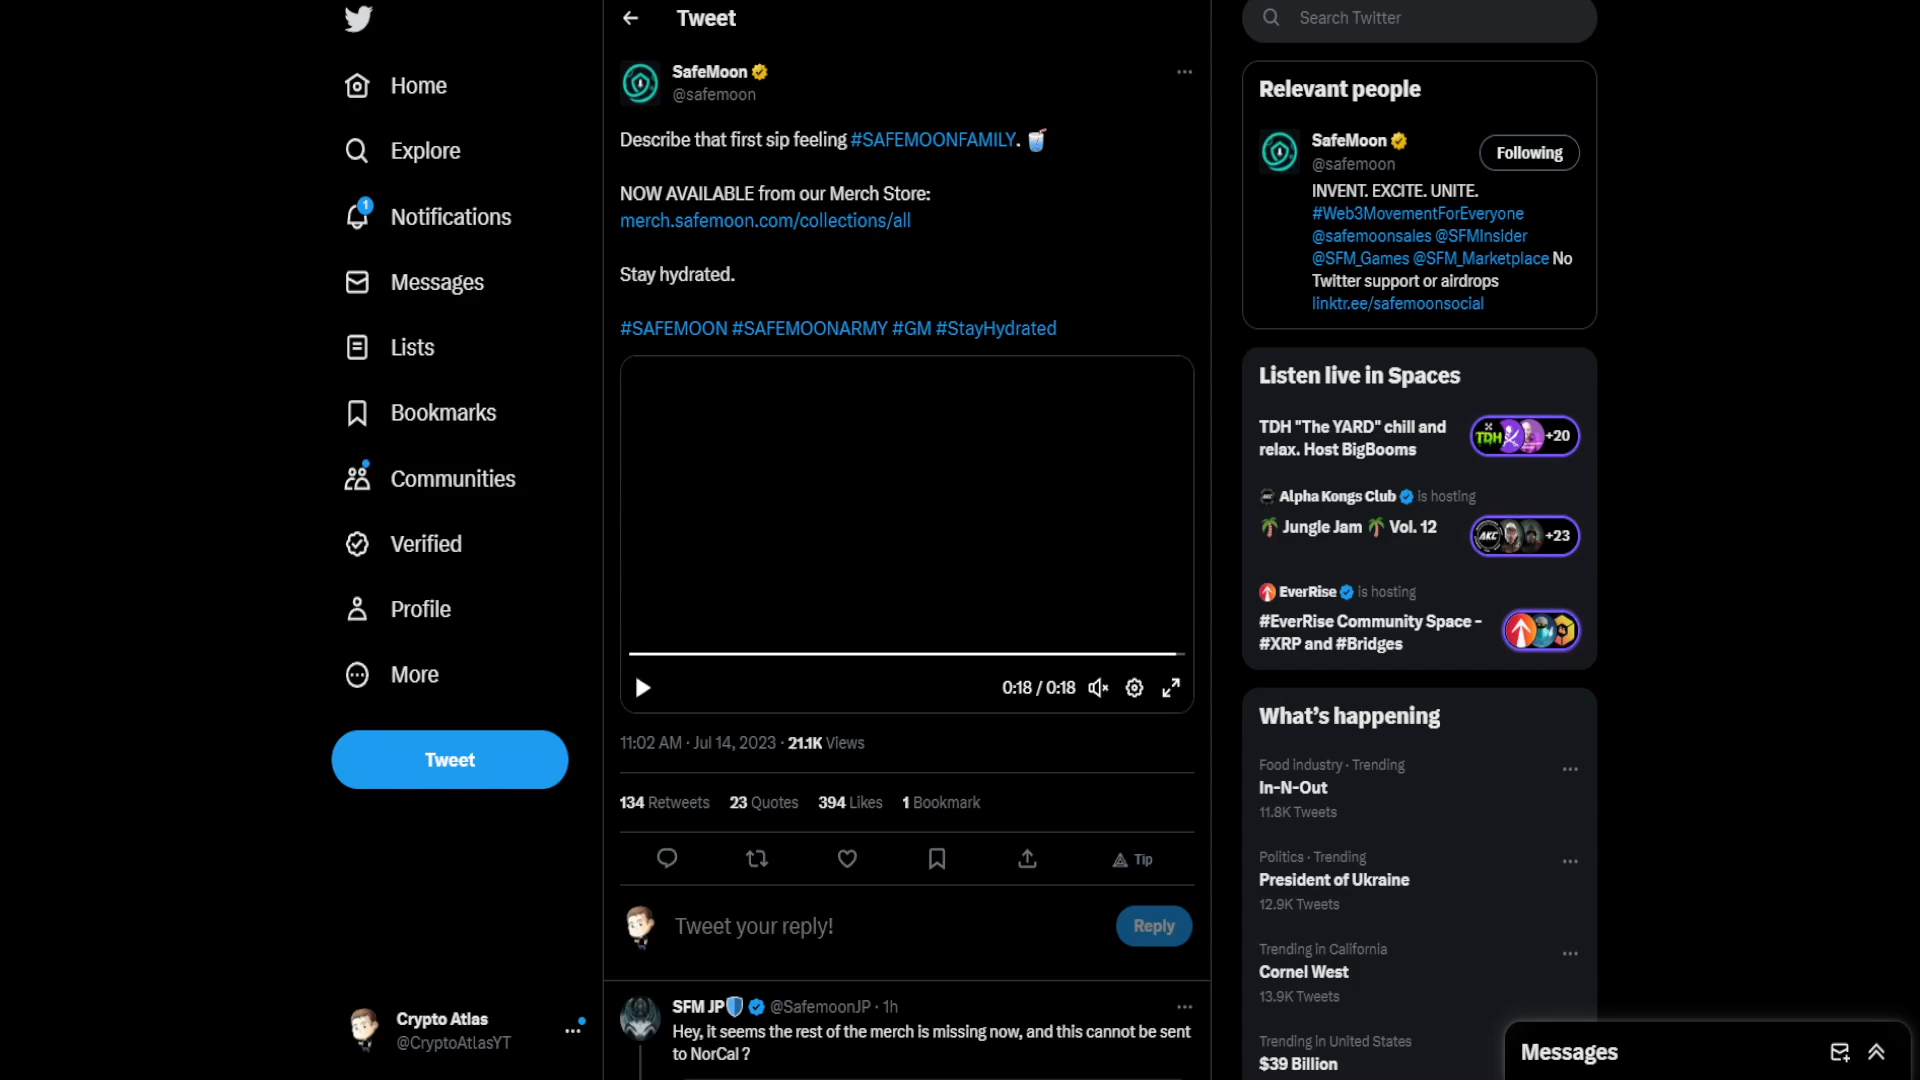 Home
Explore
1
Notifications
Messages
Lists
Bookmarks
Communities
Verified
Profile
More
Tweet
Crypto Atlas
@CryptoAtlasYT
Tweet
SafeMoon
@safemoon
Describe that first sip feeling #SAFEMOONFAMILY.
NOW AVAILABLE from our Merch Store:
merch.safemoon.com/collections/all
Stay hydrated.
#SAFEMOON #SAFEMOONARMY #GM #StayHydrated
0:18 / 0:18
11:02 AM · Jul 14, 2023 · 21.1K Views
134 Retweets 23 Quotes 394 Likes 1 Bookmark
Tip
Tweet your reply!
Reply
SFM JP @SafemoonJP · 1h
Hey, it seems the rest of the merch is missing now, and this cannot be sent
to NorCal ?
Search Twitter
Relevant people
SafeMoon
@safemoon
Following
INVENT. EXCITE. UNITE.
#Web3MovementForEveryone
@safemoonsales @SFMInsider
@SFM_Games @SFM_Marketplace No
Twitter support or airdrops
linktr.ee/safemoonsocial
Listen live in Spaces
TDH "The YARD" chill and
relax. Host BigBooms
TDH
+20
Alpha Kongs Club is hosting
Jungle Jam Vol. 12
AKC
+23
EverRise is hosting
#EverRise Community Space -
#XRP and #Bridges
What's happening
Food industry · Trending
In-N-Out
11.8K Tweets
Politics · Trending
President of Ukraine
12.9K Tweets
Trending in California
Cornel West
13.9K Tweets
Trending in United States
$39 Billion
Messages